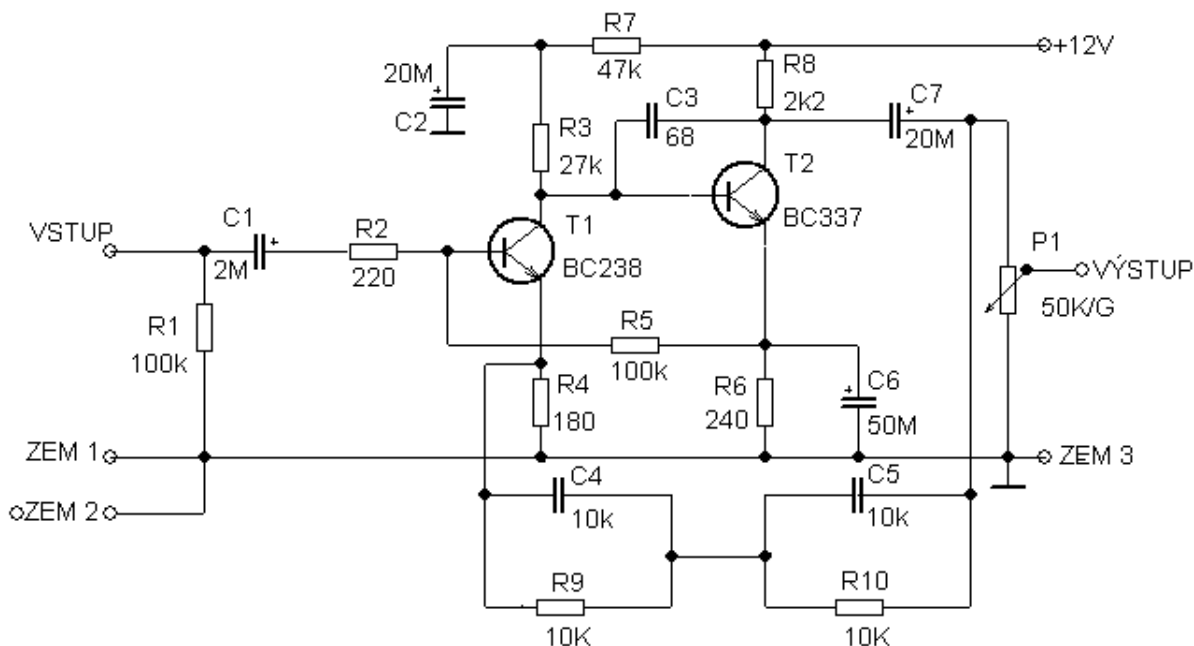 R7
47k
+12V
20M
+
C2
R8
2k2
C3
68
C7
+
20M
R3
27k
T2
BC337
VSTUP
C1
+
2M
R2
220
T1
BC238
P1
VÝSTUP
50K/G
R1
100k
R5
100k
R4
180
R6
240
+
C6
50M
ZEM 1
ZEM 3
ZEM 2
C4
10k
C5
10k
R9
10K
R10
10K